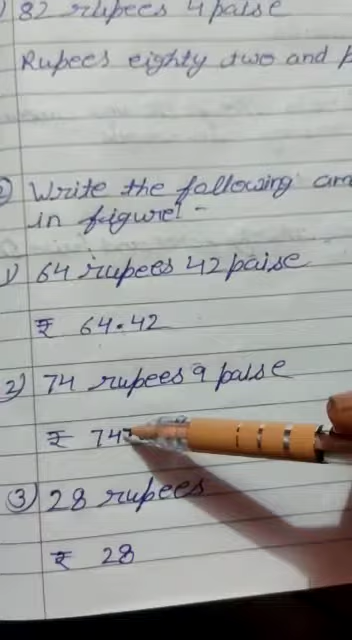 82 rupees 4 paise
Rupees eighty two and
② Write the following am
in figure! -
1) 64 rupees 42 paise
₹ 64.42
2) 74 rupees 9 paise
₹ 74
③ 28 rupees
₹ 28